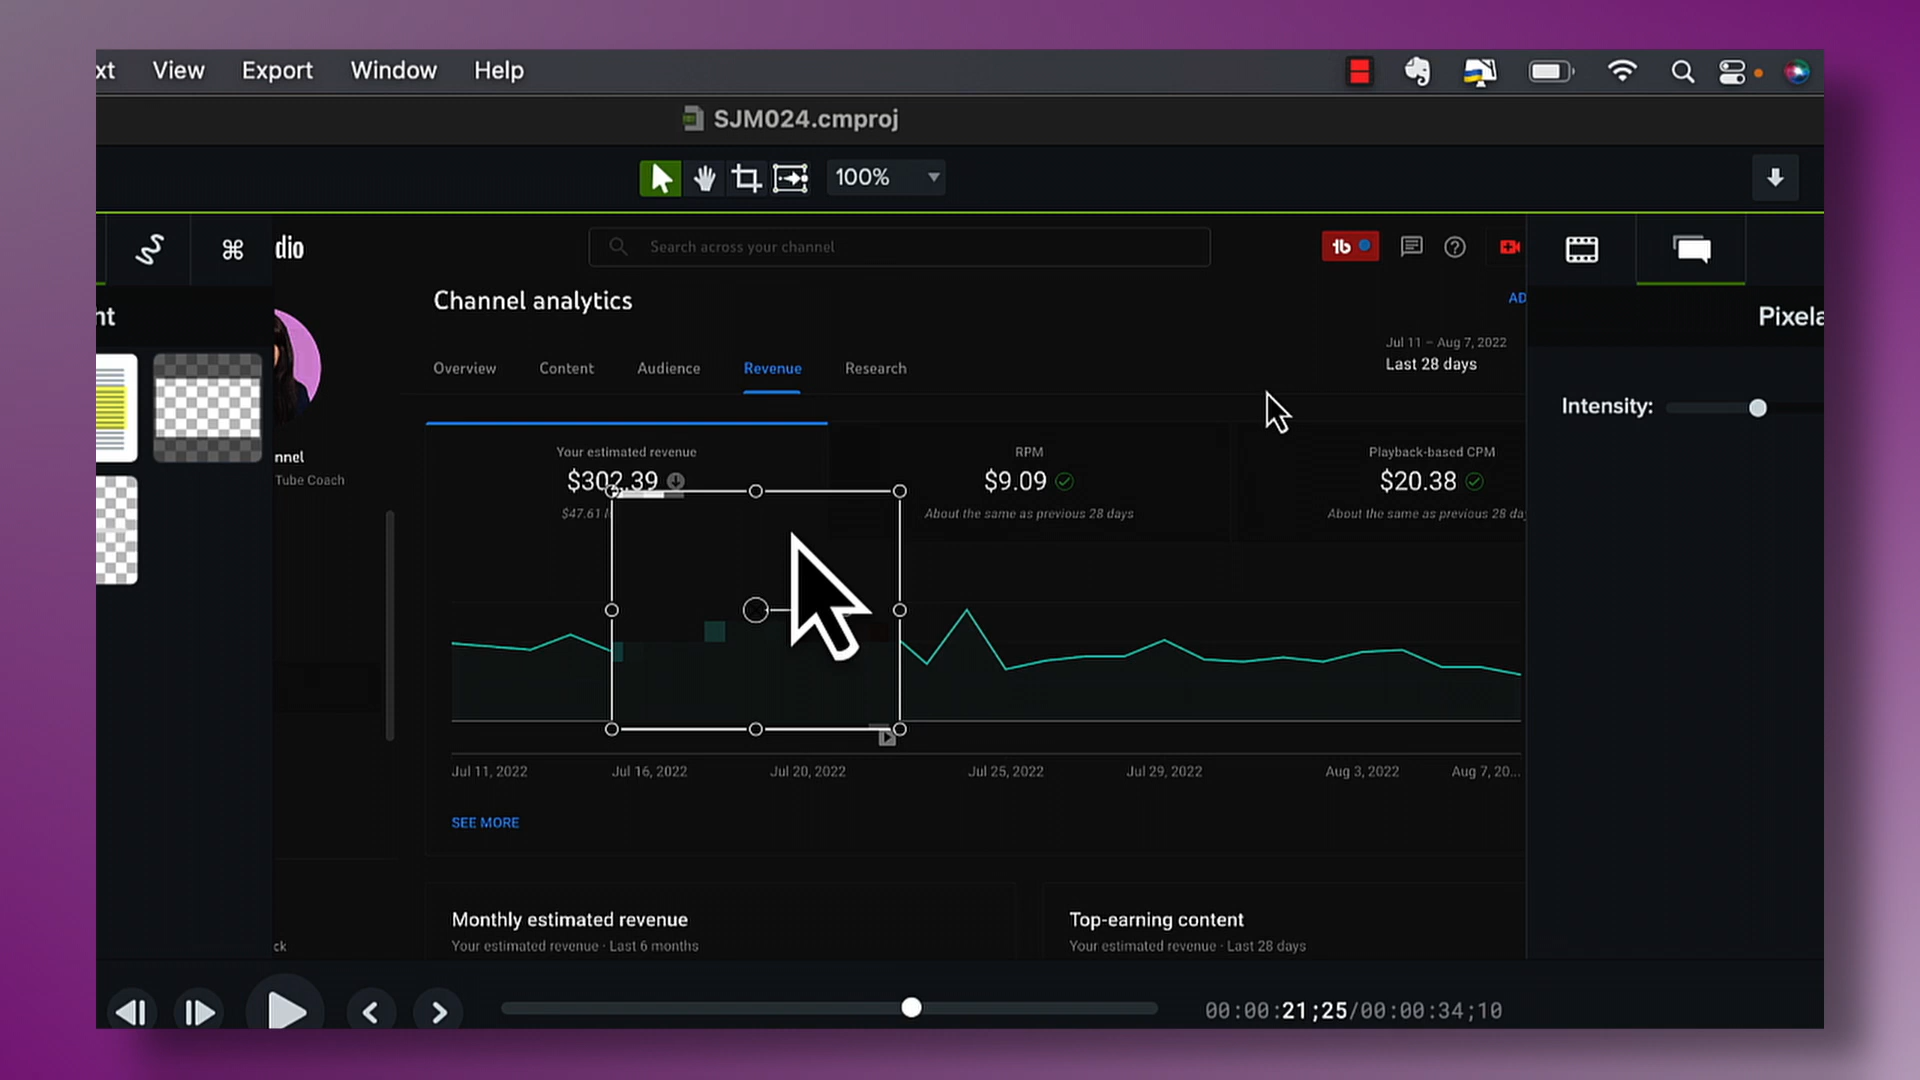 xt View Export Window Help
SJM024.cmproj
100%
dio
Search across your channel
Channel analytics
AD
nt
Pixela
Jul 11 – Aug 7, 2022
Last 28 days
Overview Content Audience Revenue Research
Intensity:
nnel
Tube Coach
Your estimated revenue
$302.39
$47.61
RPM
$9.09
About the same as previous 28 days
Playback-based CPM
$20.38
About the same as previous 28 da
Jul 11, 2022 Jul 16, 2022 Jul 20, 2022 Jul 25, 2022 Jul 29, 2022 Aug 3, 2022 Aug 7, 20...
SEE MORE
Monthly estimated revenue
Your estimated revenue · Last 6 months
Top-earning content
Your estimated revenue · Last 28 days
ck
00:00:21;25/00:00:34;10